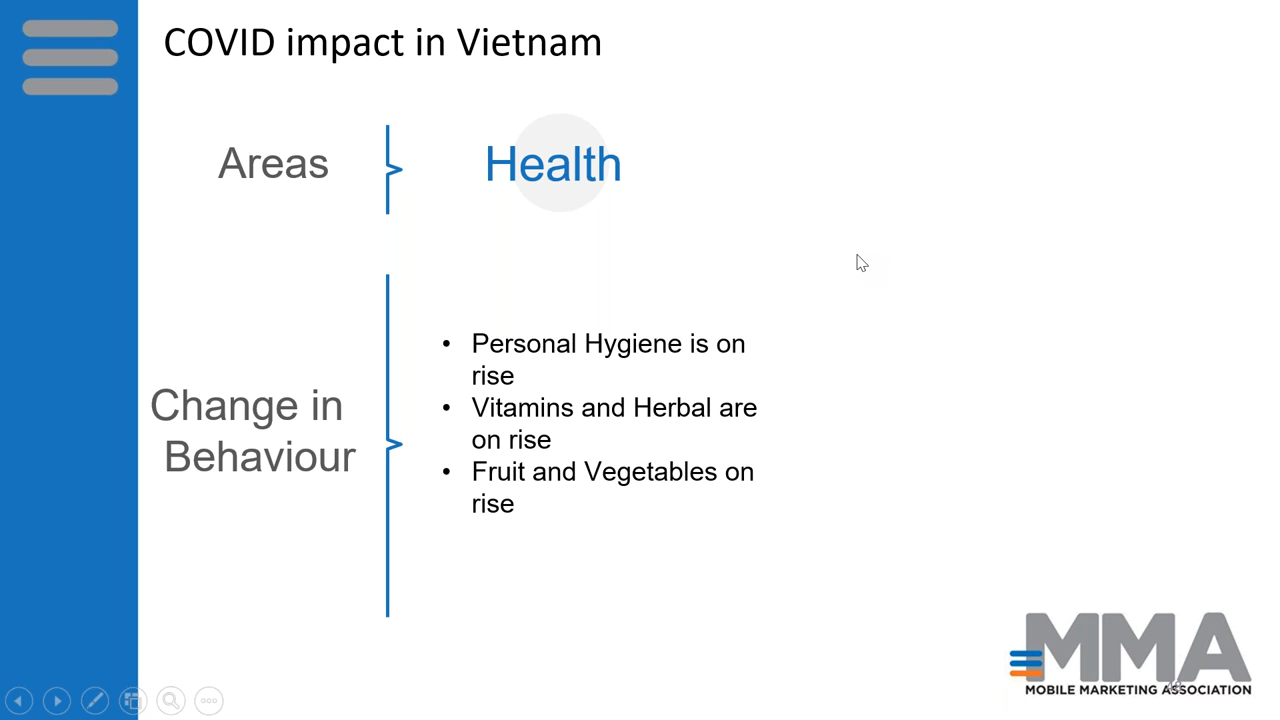 COVID impact in Vietnam
Areas
Health
Change in
Behaviour
• Personal Hygiene is on
rise
• Vitamins and Herbal are
on rise
• Fruit and Vegetables on
rise
MMA
MOBILE MARKETING ASSOCIATION